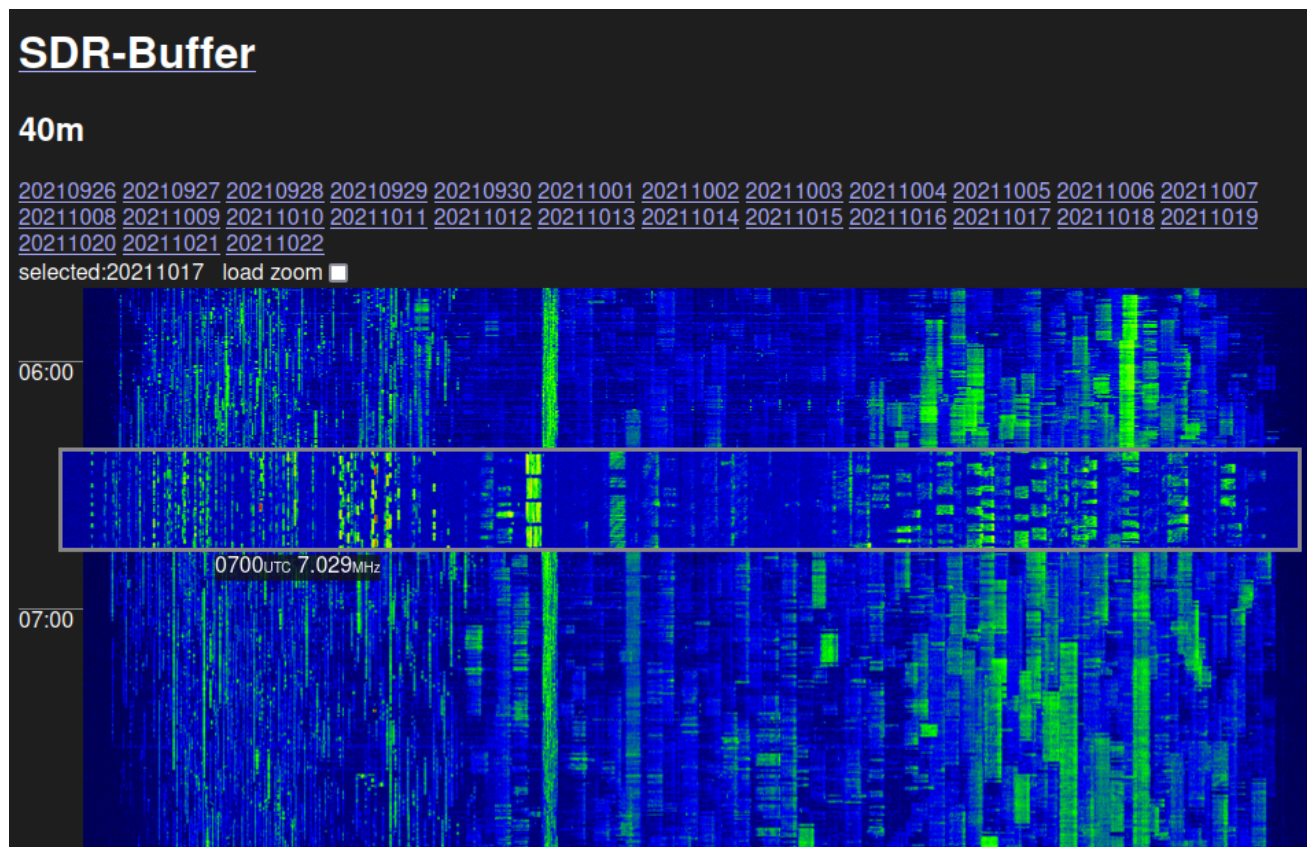 SDR-Buffer
40m
20210926 20210927 20210928 20210929 20210930 20211001 20211002 20211003 20211004 20211005 20211006 20211007
20211008 20211009 20211010 20211011 20211012 20211013 20211014 20211015 20211016 20211017 20211018 20211019
20211020 20211021 20211022
selected:20211017 load zoom
06:00
0700UTC 7.029MHz
07:00